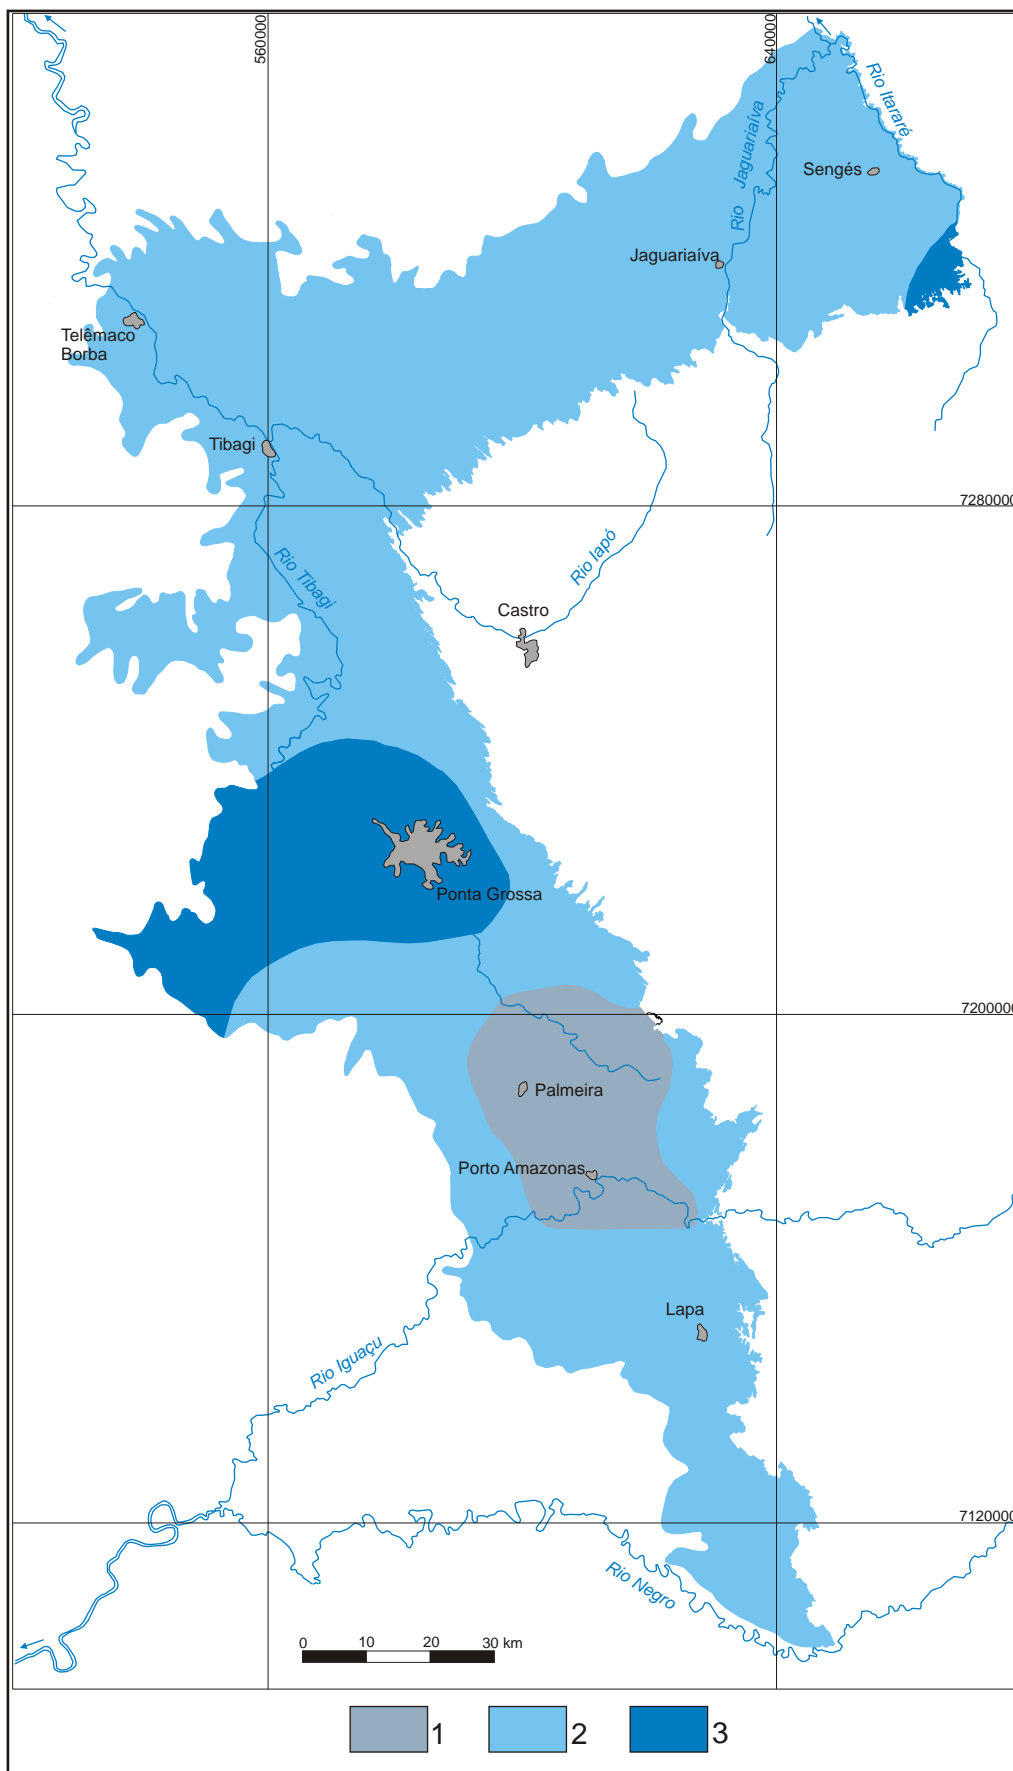 560000
640000
Rio Itararé
Rio Jaguariaíva
Sengés
Jaguariaíva
Telêmaco
Borba
Tibagi
7280000
Rio Tibagi
Rio Iapó
Castro
Ponta Grossa
7200000
Palmeira
Porto Amazonas
Lapa
Rio Iguaçu
7120000
Rio Negro
0 10 20 30 km
1 2 3